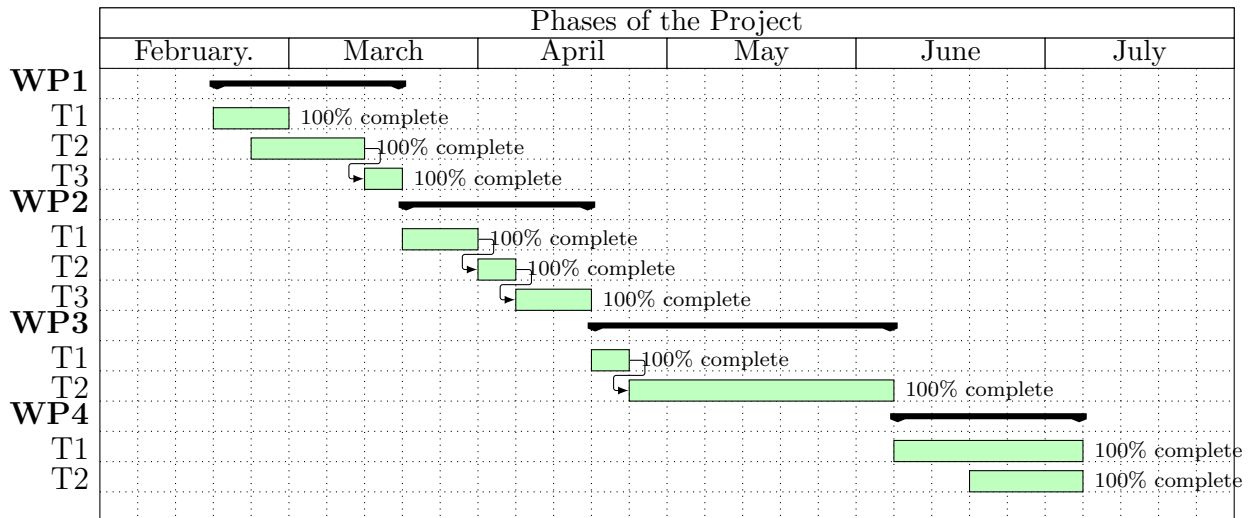 Phases of the Project
February. March April May June July
WP1
T1 100% complete
T2 100% complete
T3 100% complete
WP2
T1 100% complete
T2 100% complete
T3 100% complete
WP3
T1 100% complete
T2 100% complete
WP4
T1 100% complete
T2 100% complete